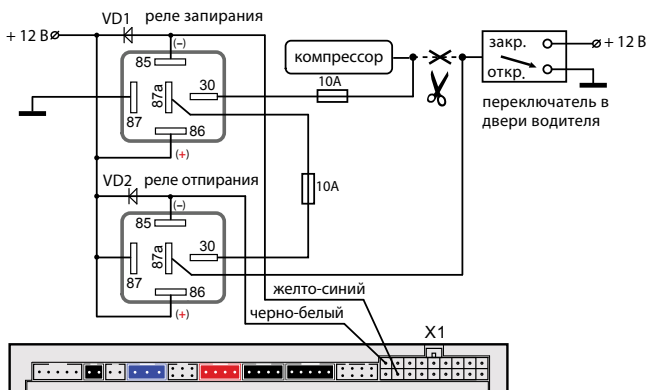 VD1 реле запирания
+ 12 В
(–)
85
30
87а
87
86
(+)
компрессор
10А
закр.
откр.
+ 12 В
переключатель в
двери водителя
VD2 реле отпирания
10А
(–)
85
30
87а
87
86
(+)
желто-синий
черно-белый
X1